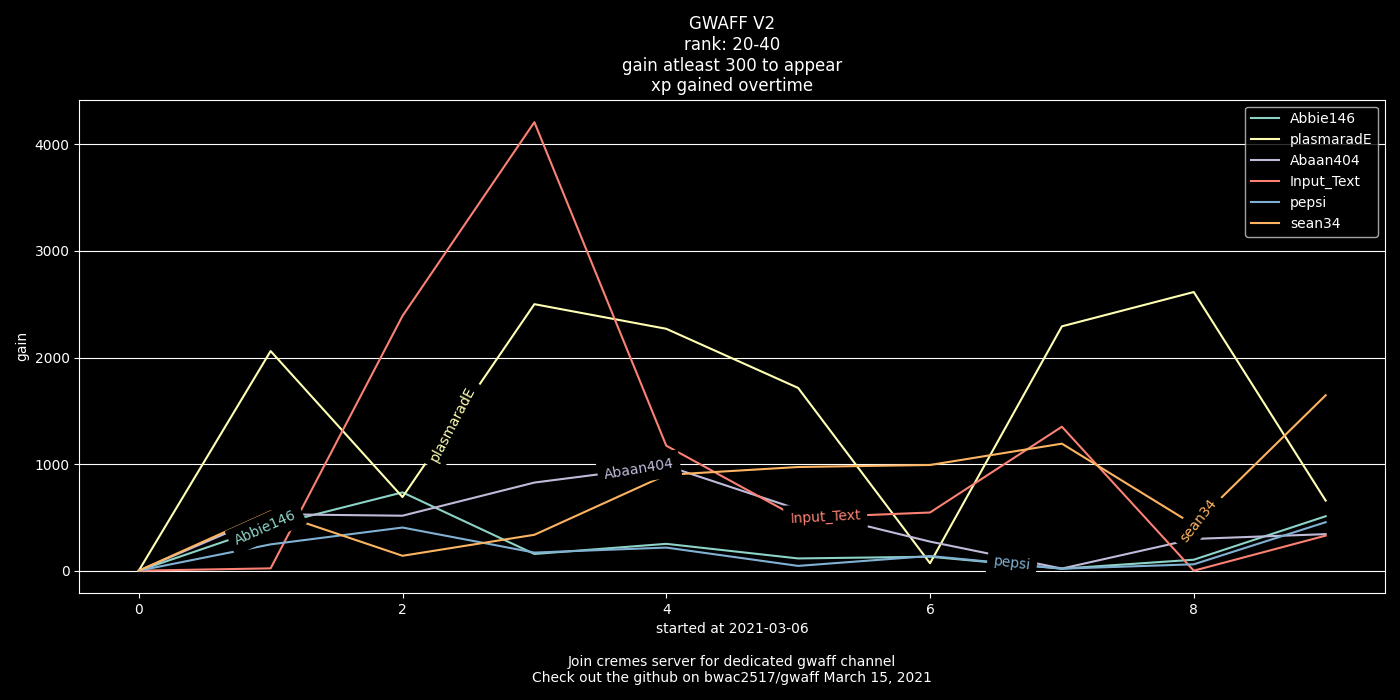 GWAFF V2
rank: 20-40
gain atleast 300 to appear
xp gained overtime
Abbie146
plasmaradE
Abaan404
Input_Text
pepsi
sean34
4000
3000
2000
1000
0
gain
Abbie146
plasmaradE
Abaan404
Input_Text
pepsi
sean34
0 2 4 6 8
started at 2021-03-06
Join cremes server for dedicated gwaff channel
Check out the github on bwac2517/gwaff March 15, 2021